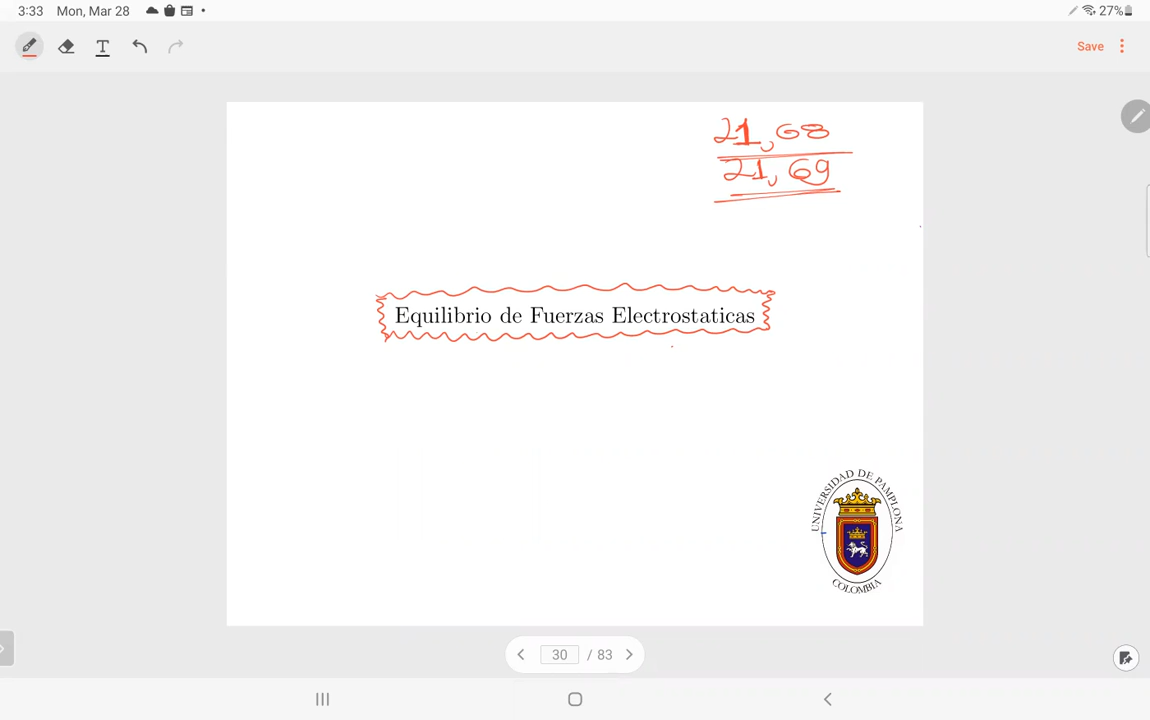 3:33 Mon, Mar 28
27%
Save
21,68
21,69
Equilibrio de Fuerzas Electrostaticas
UNIVERSIDAD DE PAMPLONA
COLOMBIA
30 / 83